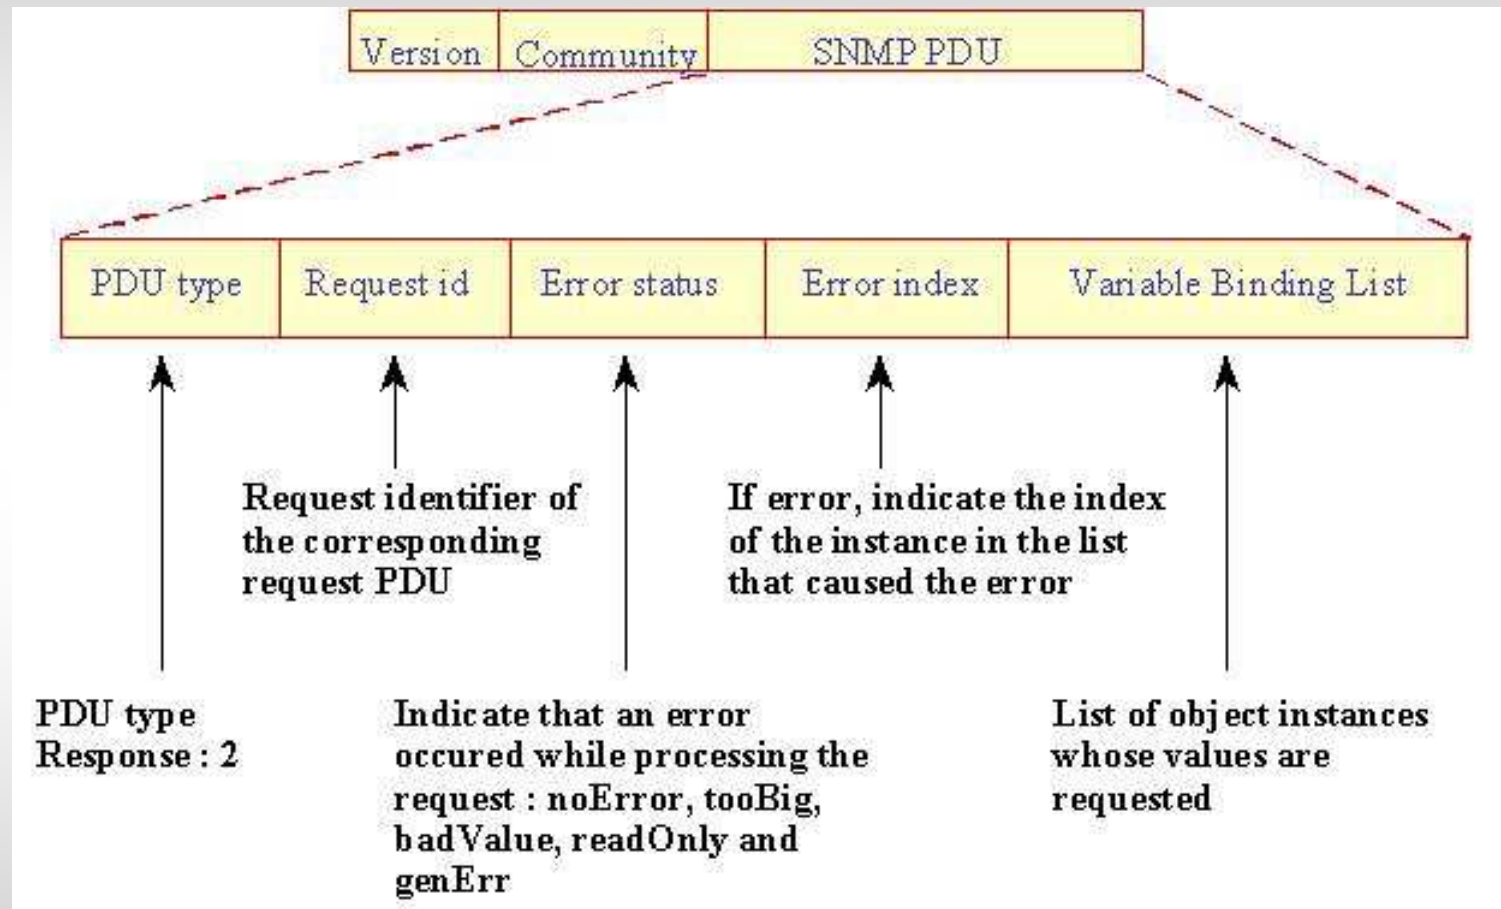 Version
Community
SNMP PDU
PDU type
Request id
Error status
Error index
Variable Binding List
Request identifier of
the corresponding
request PDU
If error, indicate the index
of the instance in the list
that caused the error
PDU type
Response : 2
Indicate that an error
occured while processing the
request : noError, tooBig,
badValue, readOnly and
genErr
List of object instances
whose values are
requested